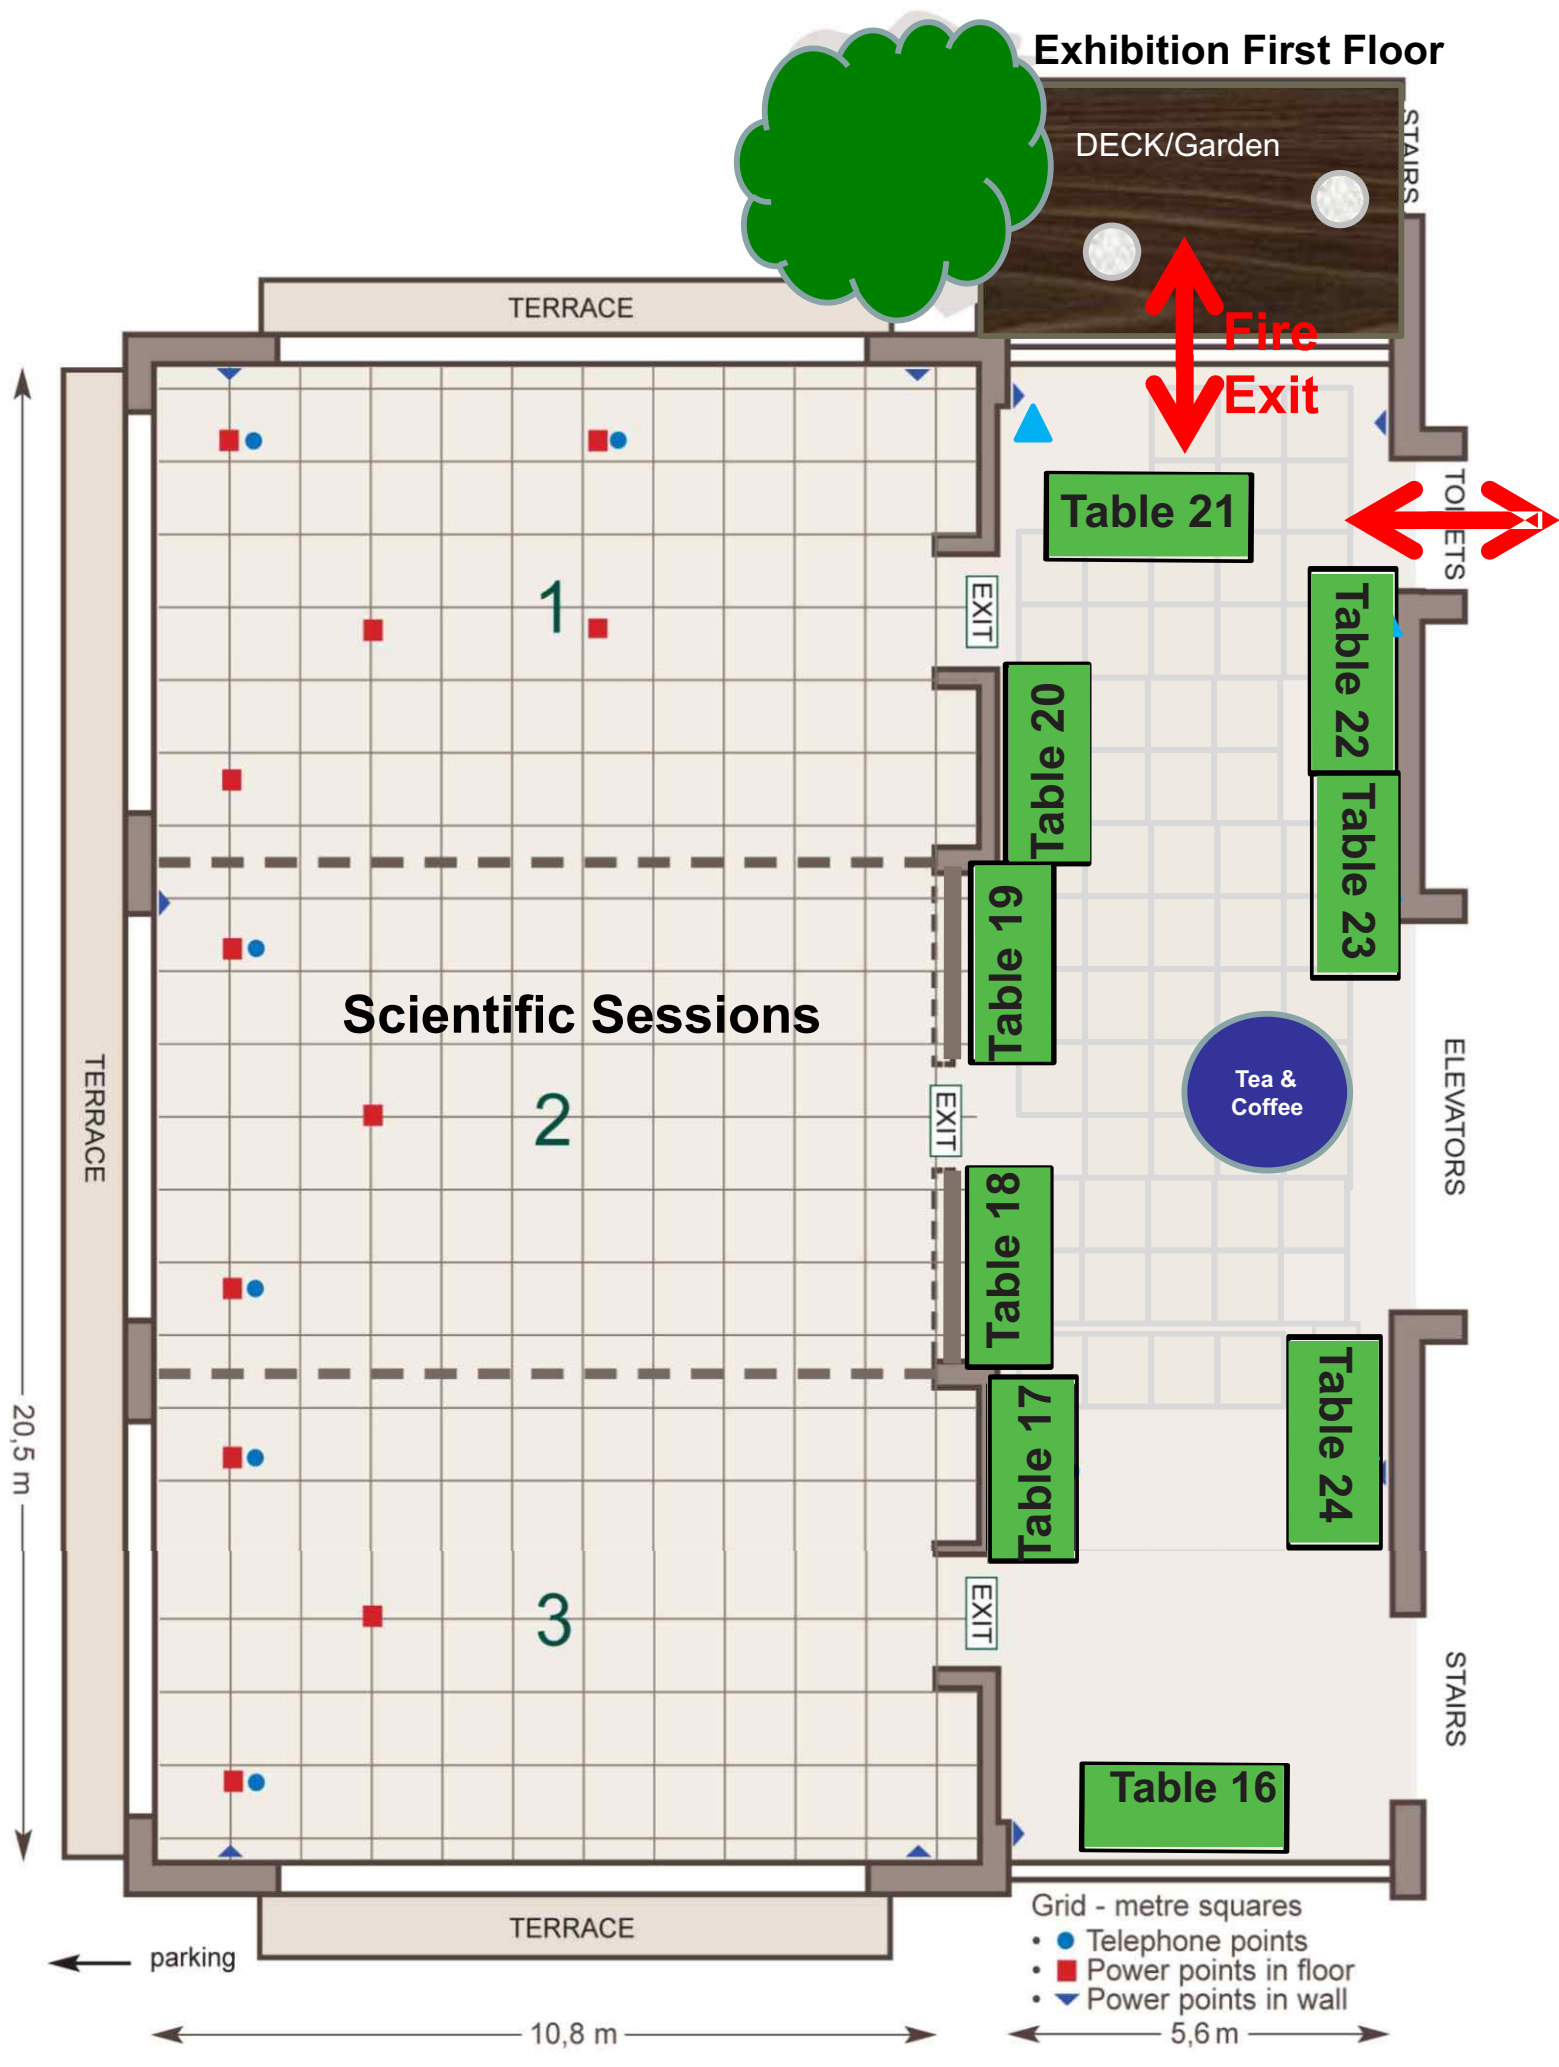 Exhibition First Floor
DECK/Garden
STAIRS
TERRACE
Fire
Exit
TOILETS
Table 21
1
EXIT
Table 22
Table 20
Table 23
Table 19
Scientific Sessions
TERRACE
2
EXIT
Tea &
Coffee
ELEVATORS
Table 18
Table 17
Table 24
20,5 m
3
EXIT
STAIRS
Table 16
TERRACE
parking
Grid - metre squares
• Telephone points
• Power points in floor
• Power points in wall
10,8 m
5,6 m